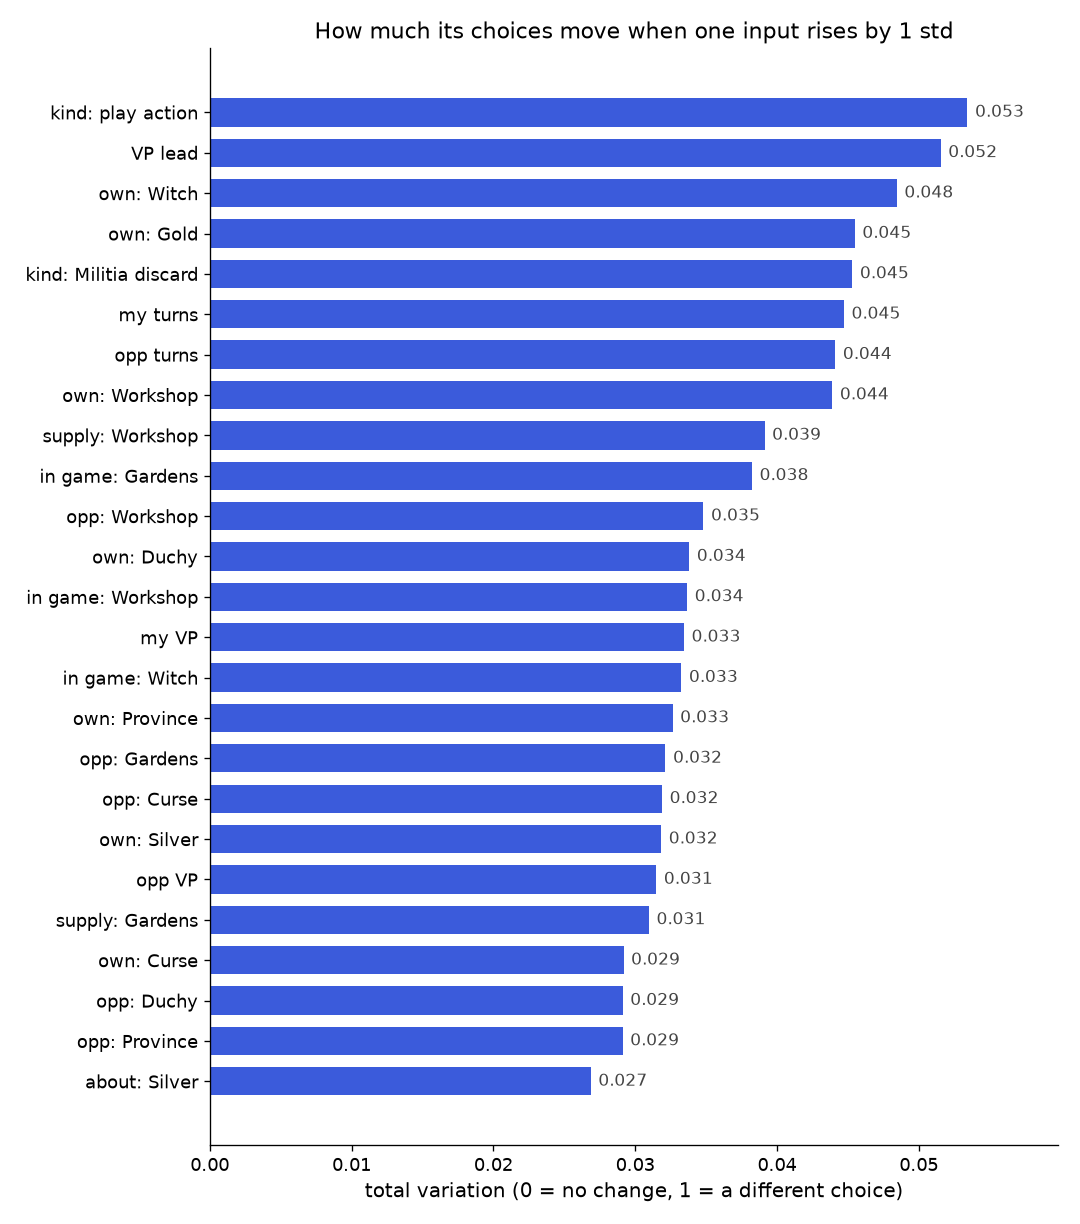 How much its choices move when one input rises by 1 std
kind: play action 0.053
VP lead 0.052
own: Witch 0.048
own: Gold 0.045
kind: Militia discard 0.045
my turns 0.045
opp turns 0.044
own: Workshop 0.044
supply: Workshop 0.039
in game: Gardens 0.038
opp: Workshop 0.035
own: Duchy 0.034
in game: Workshop 0.034
my VP 0.033
in game: Witch 0.033
own: Province 0.033
opp: Gardens 0.032
opp: Curse 0.032
own: Silver 0.032
opp VP 0.031
supply: Gardens 0.031
own: Curse 0.029
opp: Duchy 0.029
opp: Province 0.029
about: Silver 0.027
0.00 0.01 0.02 0.03 0.04 0.05
total variation (0 = no change, 1 = a different choice)